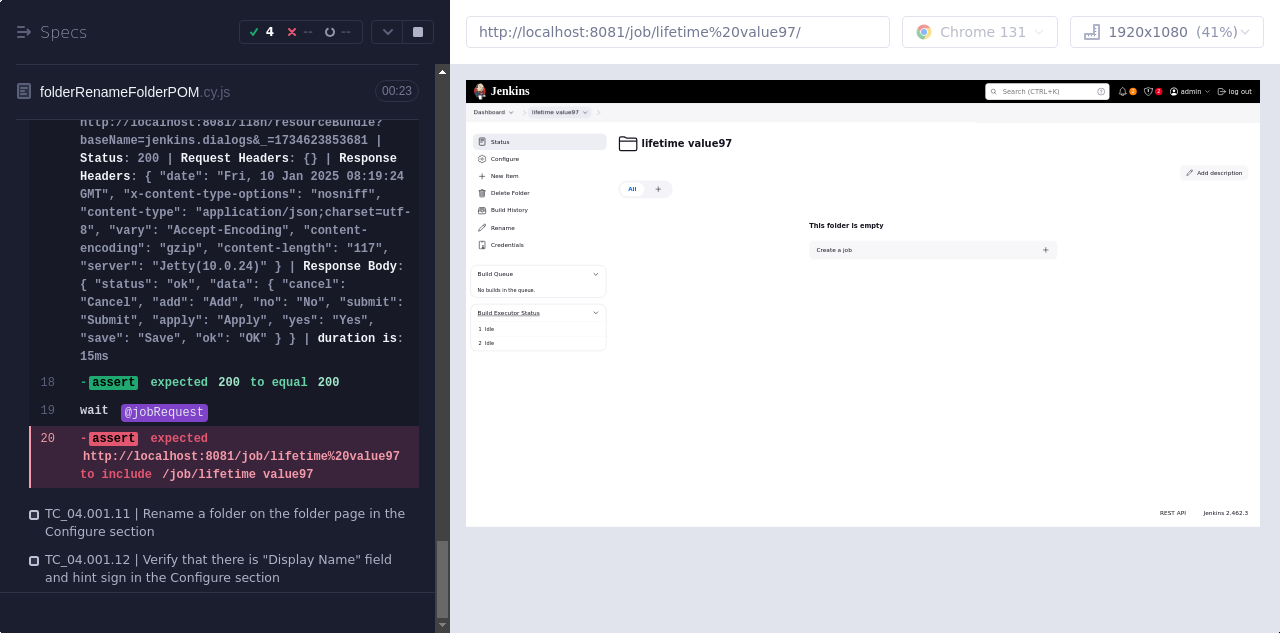 Specs
4
--
--
http://localhost:8081/job/lifetime%20value97/
Chrome 131
1920x1080 (41%)
folderRenameFolderPOM.cy.js
00:23
http://localhost:8081/i18n/resourceBundle?
baseName=jenkins.dialogs&_=1734623853681 |
Status: 200 | Request Headers: {} | Response
Headers: { "date": "Fri, 10 Jan 2025 08:19:24
GMT", "x-content-type-options": "nosniff",
"content-type": "application/json;charset=utf-
8", "vary": "Accept-Encoding", "content-
encoding": "gzip", "content-length": "117",
"server": "Jetty(10.0.24)" } | Response Body:
{ "status": "ok", "data": { "cancel":
"Cancel", "add": "Add", "no": "No", "submit":
"Submit", "apply": "Apply", "yes": "Yes",
"save": "Save", "ok": "OK" } } | duration is:
15ms
18 -assert expected 200 to equal 200
19 wait @jobRequest
20 -assert expected
http://localhost:8081/job/lifetime%20value97
to include /job/lifetime value97
TC_04.001.11 | Rename a folder on the folder page in the
Configure section
TC_04.001.12 | Verify that there is "Display Name" field
and hint sign in the Configure section
Jenkins
Search (CTRL+K)
2
2
admin
log out
Dashboard
lifetime value97
Status
Configure
New Item
Delete Folder
Build History
Rename
Credentials
Build Queue
No builds in the queue.
Build Executor Status
1 Idle
2 Idle
lifetime value97
Add description
All +
This folder is empty
Create a job +
REST API
Jenkins 2.462.3